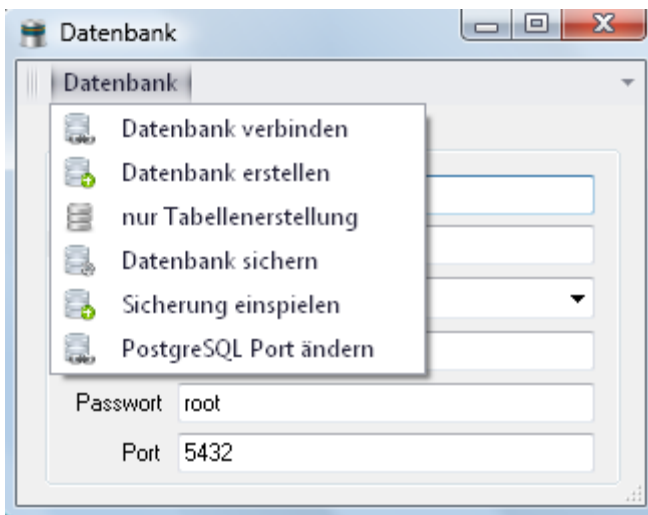 Datenbank
Datenbank
Datenbank verbinden
Datenbank erstellen
nur Tabellenerstellung
Datenbank sichern
Sicherung einspielen
PostgreSQL Port ändern
Passwort root
Port 5432